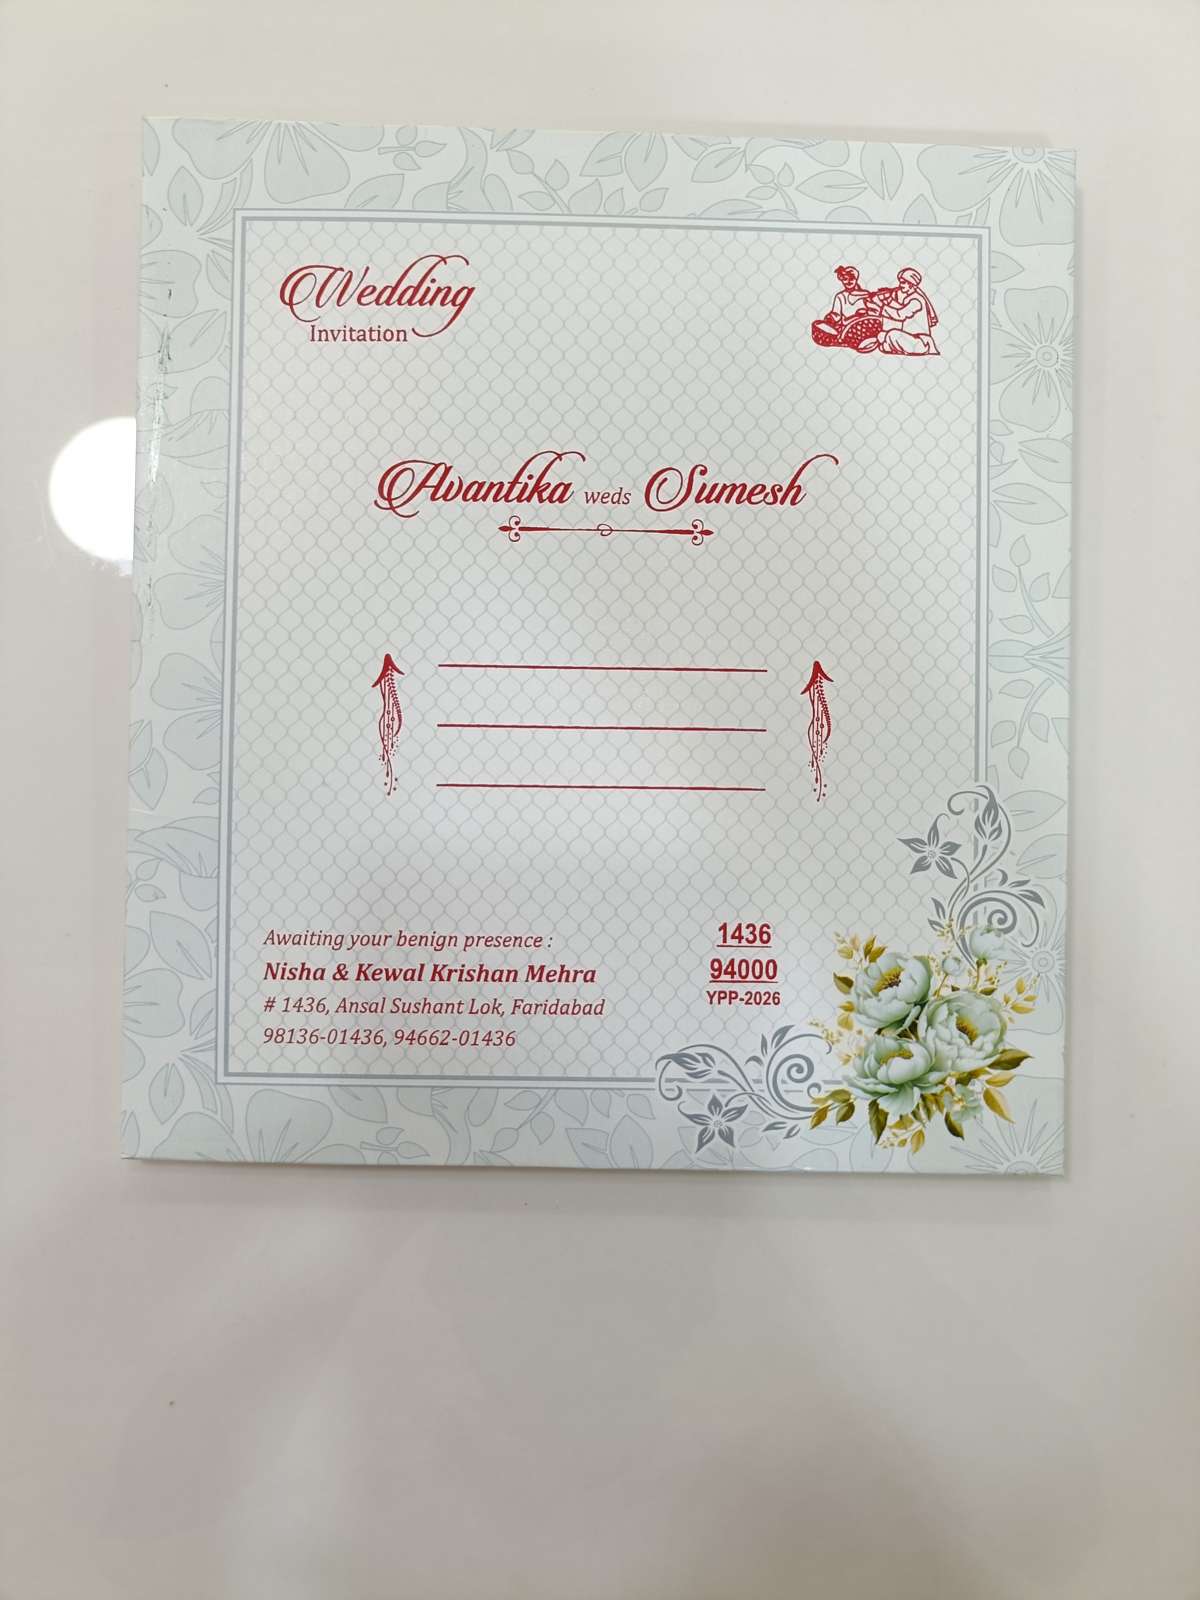 Wedding
Invitation
Avantika weds Sumesh
Awaiting your benign presence :
Nisha & Kewal Krishan Mehra
# 1436, Ansal Sushant Lok, Faridabad
98136-01436, 94662-01436
1436
94000
YPP-2026